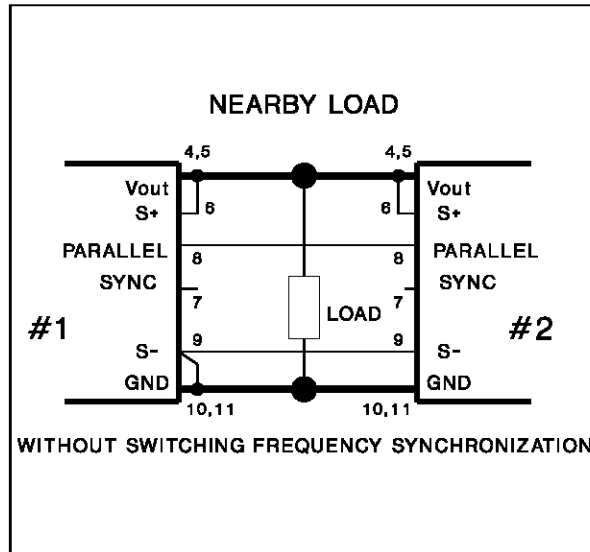 NEARBY LOAD
4,5 4,5
Vout Vout
S+ 6 6 S+
PARALLEL 8 8 PARALLEL
SYNC 7 7 SYNC
LOAD
#1 #2
S- 9 9 S-
GND GND
10,11 10,11
WITHOUT SWITCHING FREQUENCY SYNCHRONIZATION